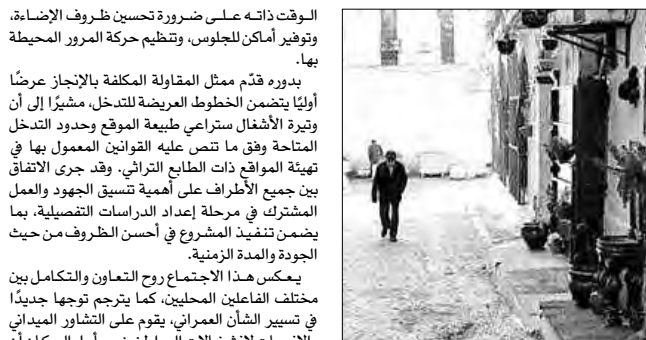 الوقت ذاته على ضرورة تحسين ظروف الإضاءة،
وتوفير أماكن للجلوس، وتنظيم حركة المرور المحيطة
بها.
بدوره قدّم ممثل المقاولة المكلفة بالإنجاز عرضًا
أوليًا يتضمن الخطوط العريضة للتدخل، مشيرًا إلى أن
وتيرة الأشغال ستراعي طبيعة الموقع وحدود التدخل
المتاحة وفق ما تنص عليه القوانين المعمول بها في
تهيئة المواقع ذات الطابع التراثي. وقد جرى الاتفاق
بين جميع الأطراف على أهمية تنسيق الجهود والعمل
المشترك في مرحلة إعداد الدراسات التفصيلية، بما
يضمن تنفيذ المشروع في أحسن الظروف من حيث
الجودة والمدة الزمنية.
يعكس هذا الاجتماع روح التعاون والتكامل بين
مختلف الفاعلين المحليين، كما يترجم توجها جديدًا
في تسيير الشأن العمراني، يقوم على التشاور الميداني